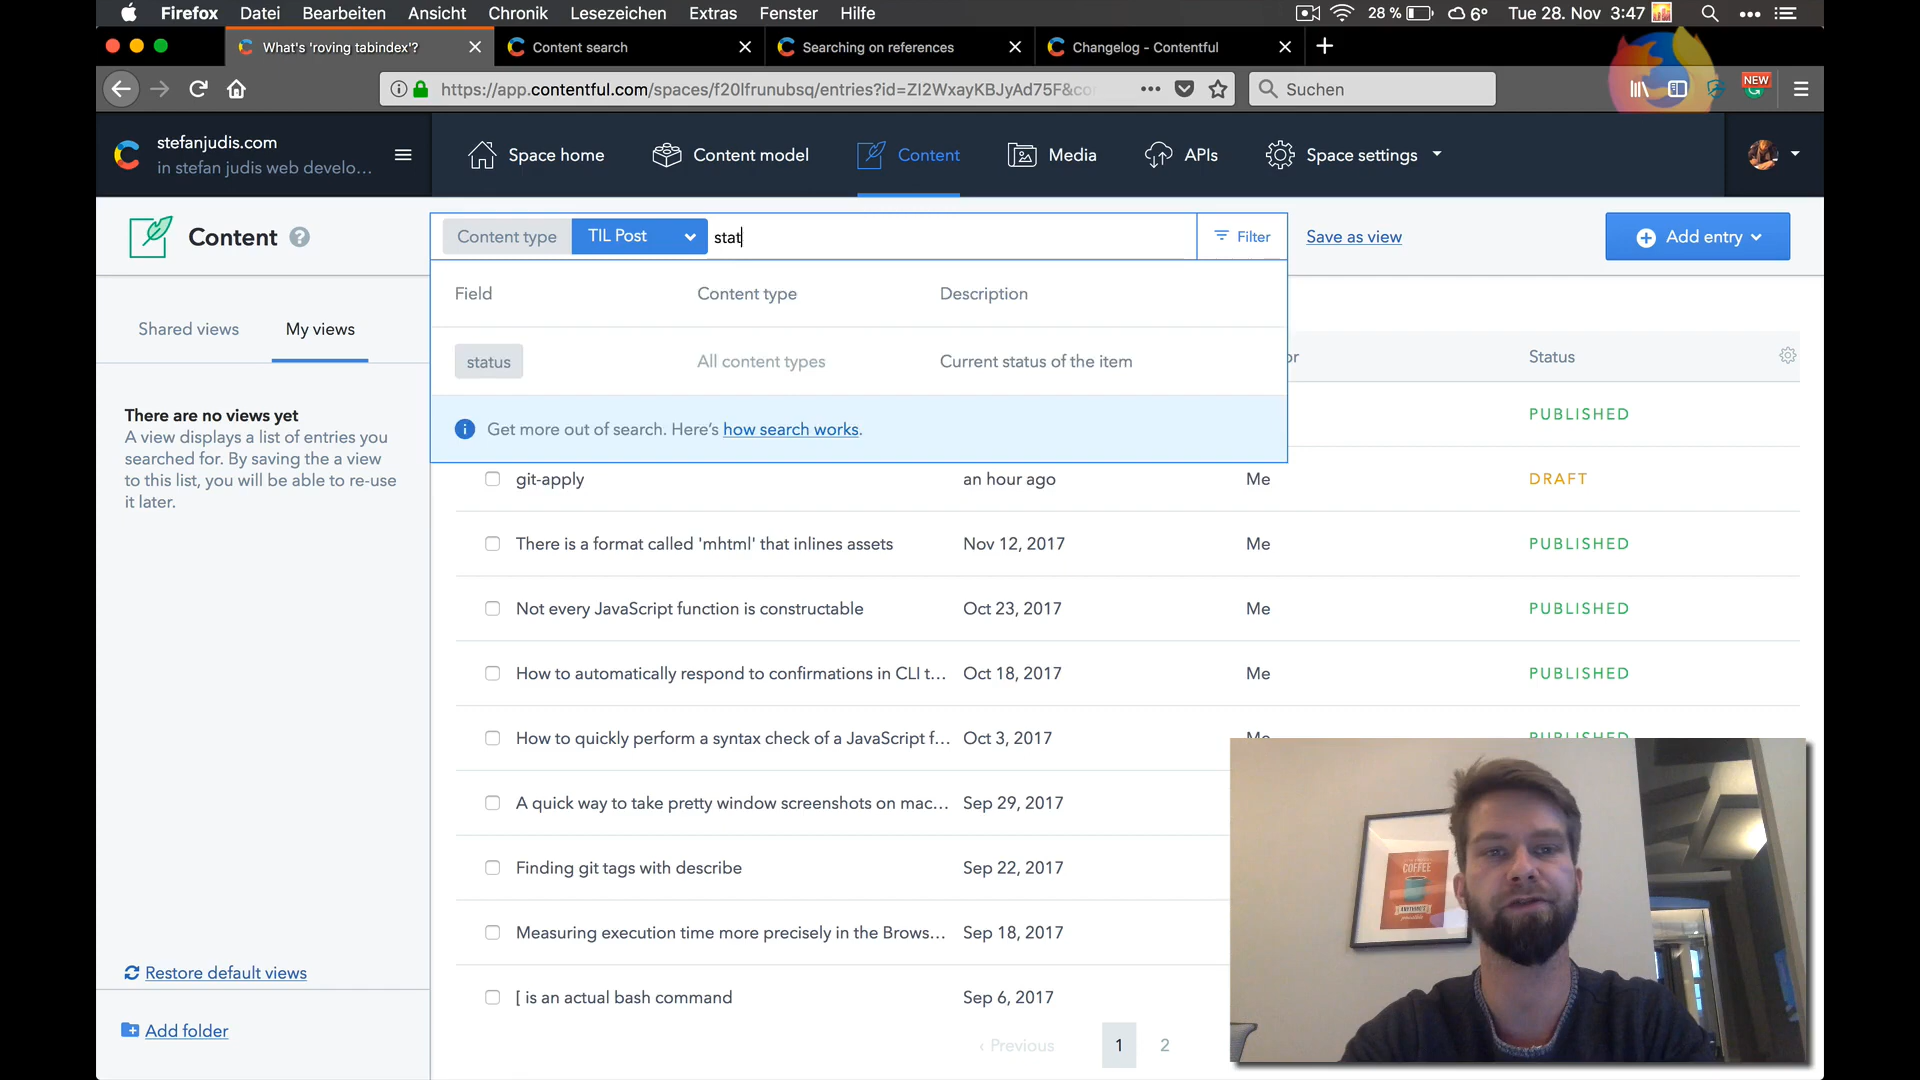 Firefox Datei Bearbeiten Ansicht Chronik Lesezeichen Extras Fenster Hilfe 28 % 6° Tue 28. Nov 3:47
What's 'roving tabindex'? Content search Searching on references Changelog - Contentful
https://app.contentful.com/spaces/f20lfrunubsq/entries?id=ZI2WxayKBJyAd75F&co
Suchen
NEW
stefanjudis.com
in stefan judis web develo...
Space home Content model Content Media APIs Space settings
Content
Content type TIL Post stat Filter Save as view Add entry
Field Content type Description
Shared views My views
status All content types Current status of the item
or Status
There are no views yet
A view displays a list of entries you
searched for. By saving the a view
to this list, you will be able to re-use
it later.
PUBLISHED
Get more out of search. Here's how search works.
git-apply an hour ago Me DRAFT
There is a format called 'mhtml' that inlines assets Nov 12, 2017 Me PUBLISHED
Not every JavaScript function is constructable Oct 23, 2017 Me PUBLISHED
How to automatically respond to confirmations in CLI t... Oct 18, 2017 Me PUBLISHED
How to quickly perform a syntax check of a JavaScript f... Oct 3, 2017 Me PUBLISHED
A quick way to take pretty window screenshots on mac... Sep 29, 2017
Finding git tags with describe Sep 22, 2017
COFFEE
Measuring execution time more precisely in the Brows... Sep 18, 2017
Restore default views
[ is an actual bash command Sep 6, 2017
Add folder
‹ Previous 1 2